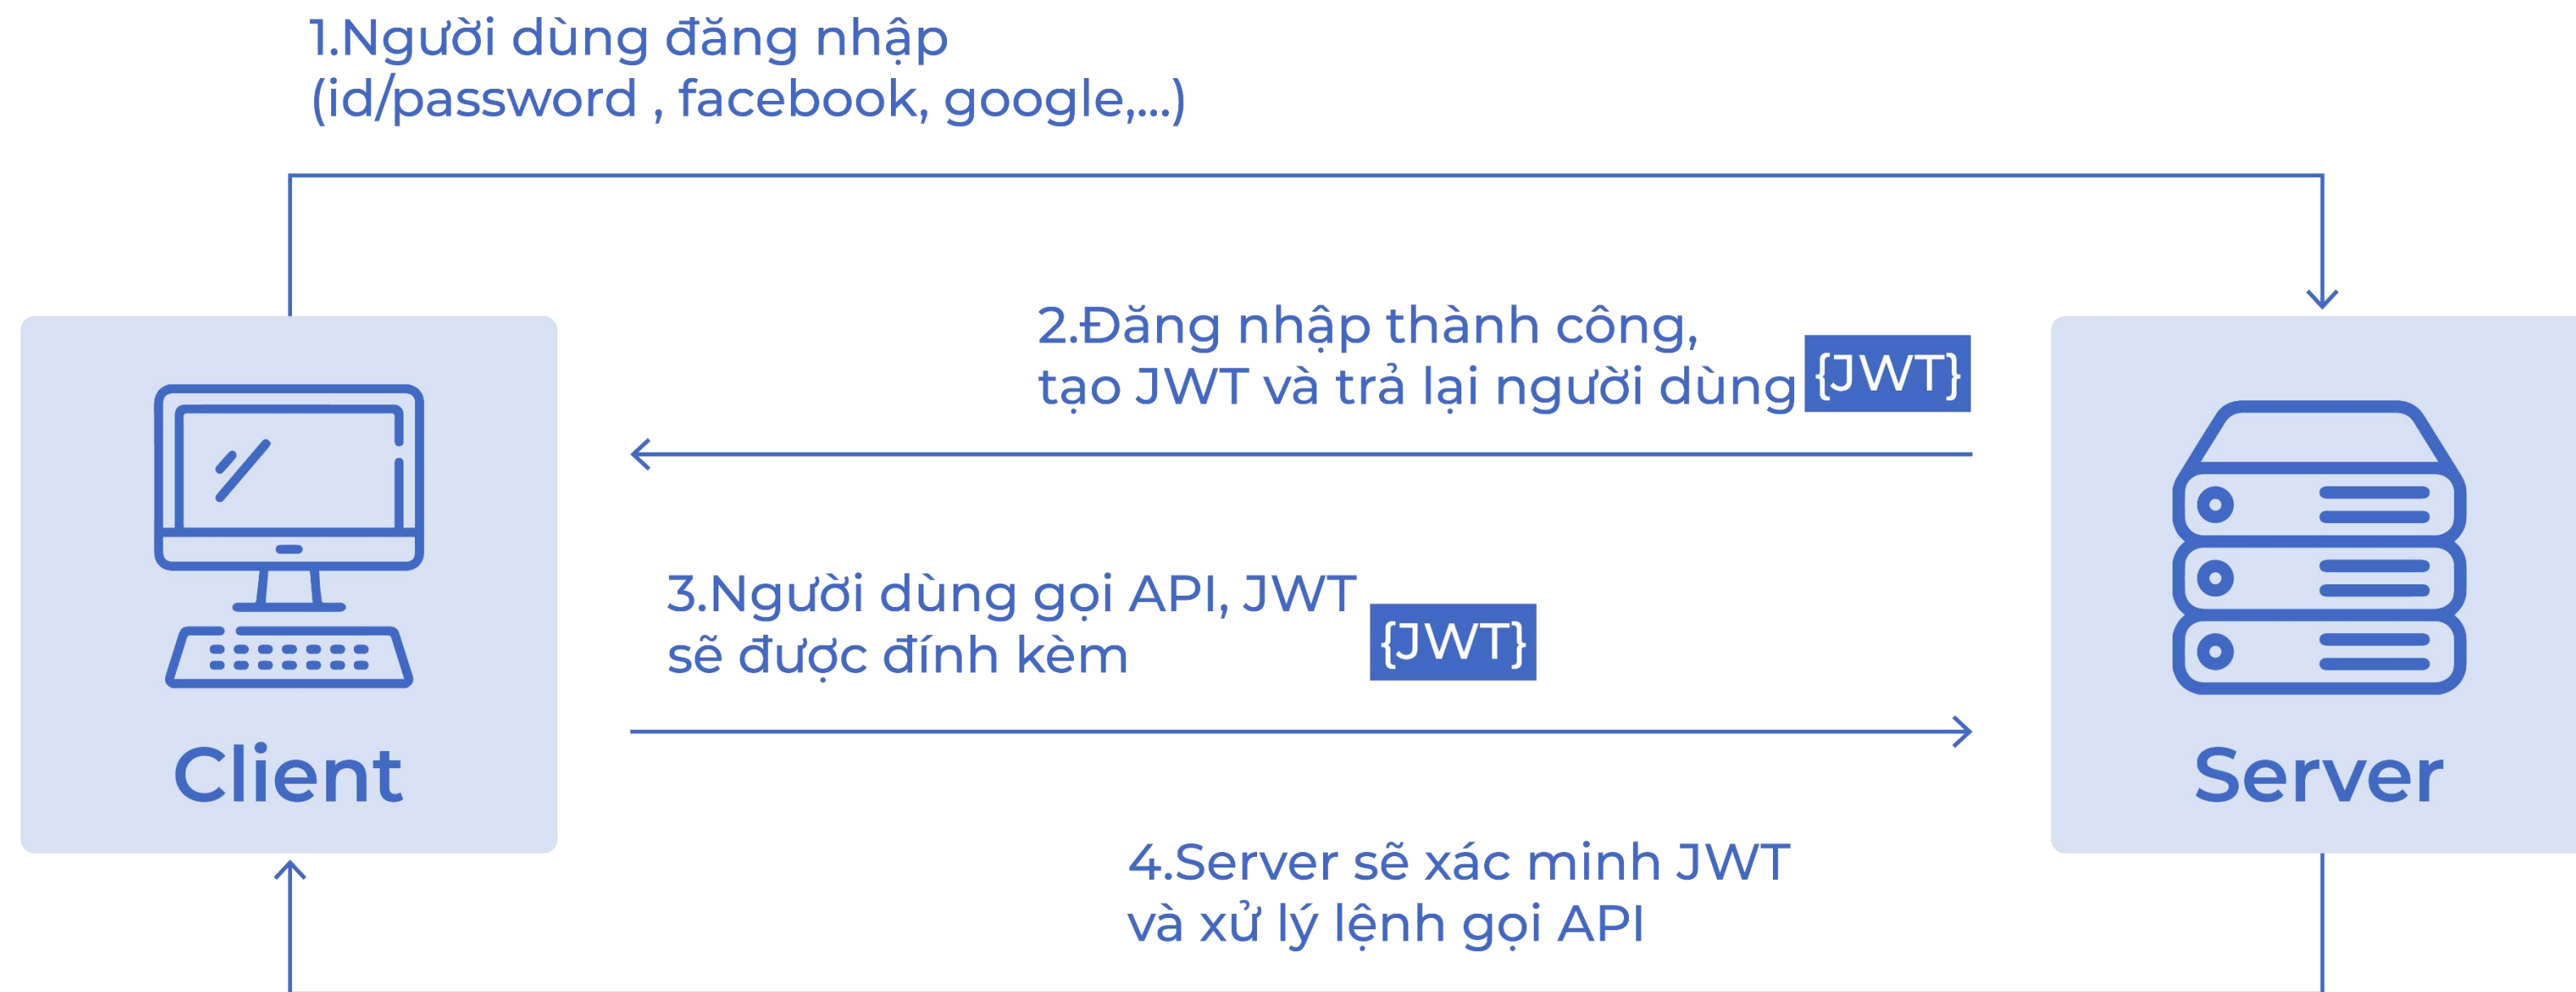 1.Người dùng đăng nhập
(id/password , facebook, google,...)
2.Đăng nhập thành công,
tạo JWT và trả lại người dùng {JWT}
3.Người dùng gọi API, JWT
sẽ được đính kèm {JWT}
Client
Server
4.Server sẽ xác minh JWT
và xử lý lệnh gọi API